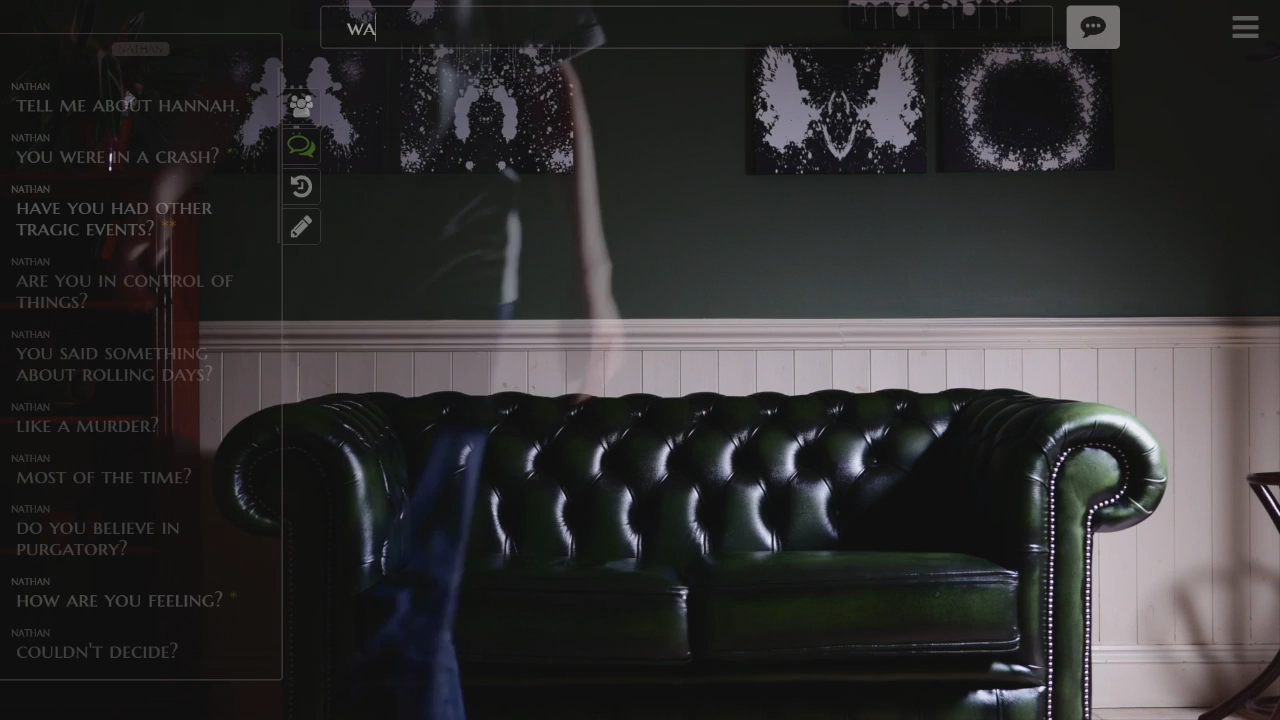 WA
NATHAN
NATHAN
TELL ME ABOUT HANNAH.
NATHAN
YOU WERE IN A CRASH? *
NATHAN
HAVE YOU HAD OTHER
TRAGIC EVENTS? **
NATHAN
ARE YOU IN CONTROL OF
THINGS?
NATHAN
YOU SAID SOMETHING
ABOUT ROLLING DAYS?
NATHAN
LIKE A MURDER?
NATHAN
MOST OF THE TIME?
NATHAN
DO YOU BELIEVE IN
PURGATORY?
NATHAN
HOW ARE YOU FEELING? *
NATHAN
COULDN'T DECIDE?